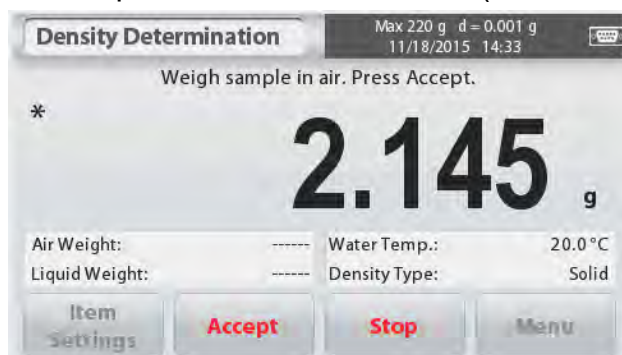 Density Determination
Max 220 g d = 0.001 g
11/18/2015 14:33
Weigh sample in air. Press Accept.
*
2.145 g
Air Weight: ------ Water Temp.: 20.0 °C
Liquid Weight: ------ Density Type: Solid
Item Settings Accept Stop Menu